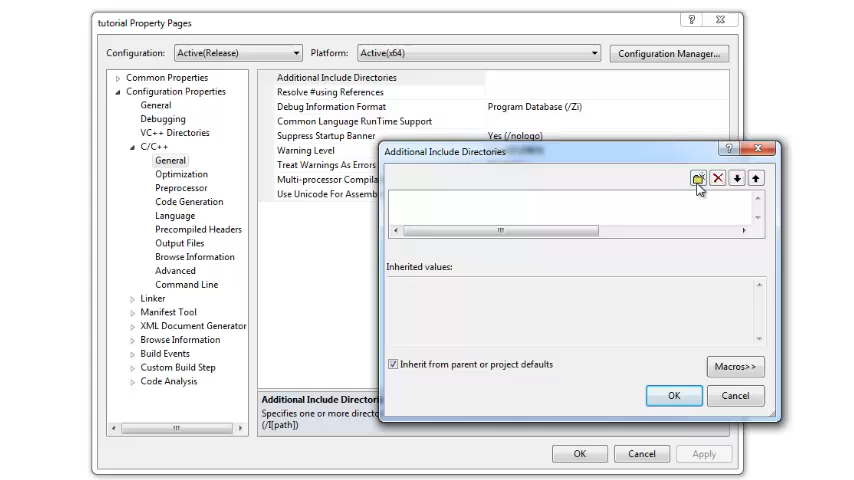 tutorial Property Pages
Configuration: Active(Release) Platform: Active(x64) Configuration Manager...
Common Properties
Configuration Properties
General
Debugging
VC++ Directories
C/C++
General
Optimization
Preprocessor
Code Generation
Language
Precompiled Headers
Output Files
Browse Information
Advanced
Command Line
Linker
Manifest Tool
XML Document Generator
Browse Information
Build Events
Custom Build Step
Code Analysis
Additional Include Directories
Resolve #using References
Debug Information Format Program Database (/Zi)
Common Language RunTime Support
Suppress Startup Banner Yes (/nologo)
Warning Level
Treat Warnings As Errors
Multi-processor Compila
Use Unicode For Assemb
Additional Include Directori
Specifies one or more direct
(/I[path])
OK Cancel Apply
Additional Include Directories
Inherited values:
Inherit from parent or project defaults
Macros>>
OK Cancel